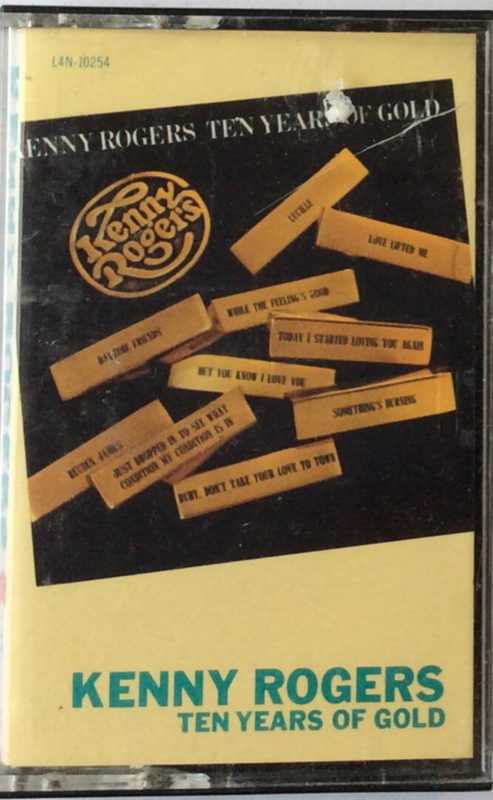 L4N-10254
KENNY ROGERS TEN YEARS OF GOLD
Kenny
Rogers
LUCILLE
LOVE LIFTED ME
WHILE THE FEELING'S GOOD
DAYTIME FRIENDS
TODAY I STARTED LOVING YOU AGAIN
BUT YOU KNOW I LOVE YOU
SOMETHING'S BURNING
REUBEN JAMES
JUST DROPPED IN TO SEE WHAT
CONDITION MY CONDITION IS IN
RUBY, DON'T TAKE YOUR LOVE TO TOWN
KENNY ROGERS
TEN YEARS OF GOLD